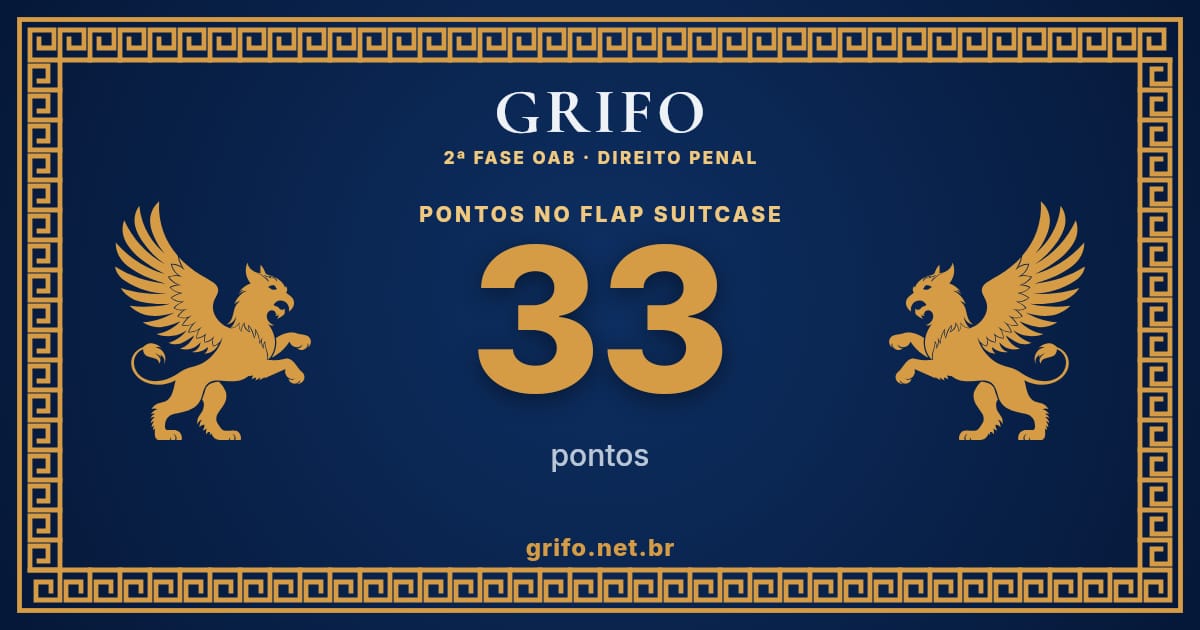 GRIFO
2ª FASE OAB · DIREITO PENAL
PONTOS NO FLAP SUITCASE
33
pontos
grifo.net.br